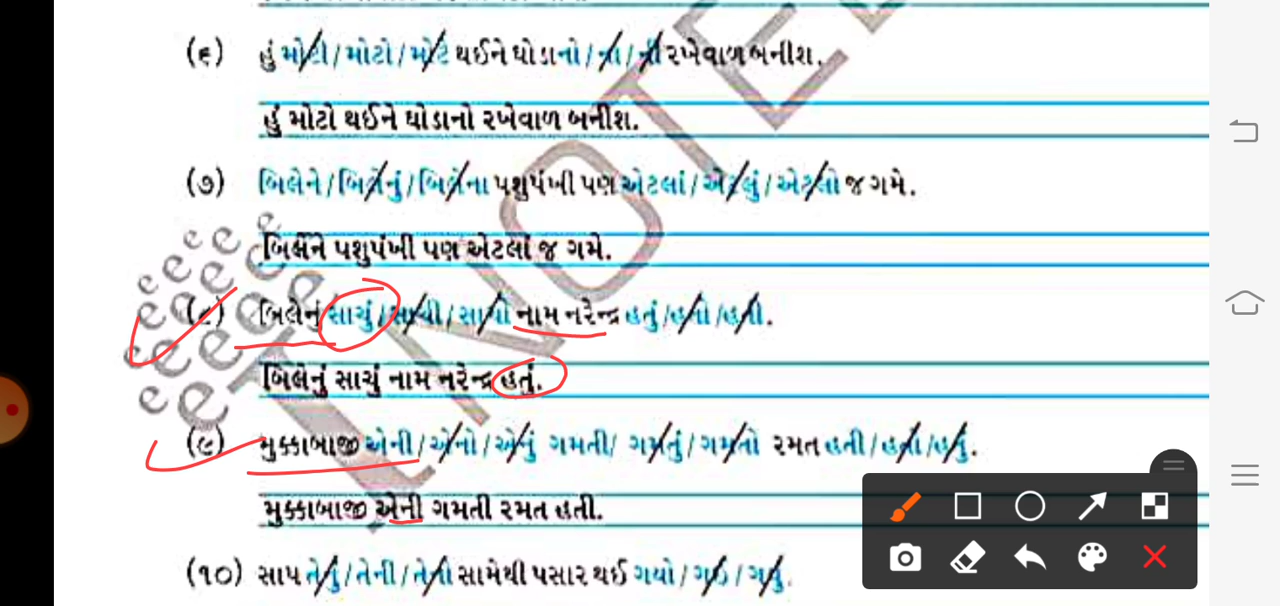 (૬) હું મોટી/મોટો/મોટે થઈને ઘોડાનો/ના/ની રખેવાળ બનીશ.
હું મોટો થઈને ઘોડાનો રખેવાળ બનીશ.
(૭) બિલેને/બિલેનું/બિલેના પશુપંખી પણ એટલાં/એટલું/એટલો જ ગમે.
બિલેને પશુપંખી પણ એટલાં જ ગમે.
(૮) બિલેનું સાચું/સાચી/સાચો નામ નરેન્દ્ર હતું/હતો/હતી.
બિલેનું સાચું નામ નરેન્દ્ર હતું.
(૯) મુક્કાબાજી એની/એનો/એનું ગમતી/ ગમતું/ગમતો રમત હતી/હતો/હતું.
મુક્કાબાજી એની ગમતી રમત હતી.
(૧૦) સાપ તેનું/તેની/તેનો સામેથી પસાર થઈ ગયો/ગઈ/ગયું.